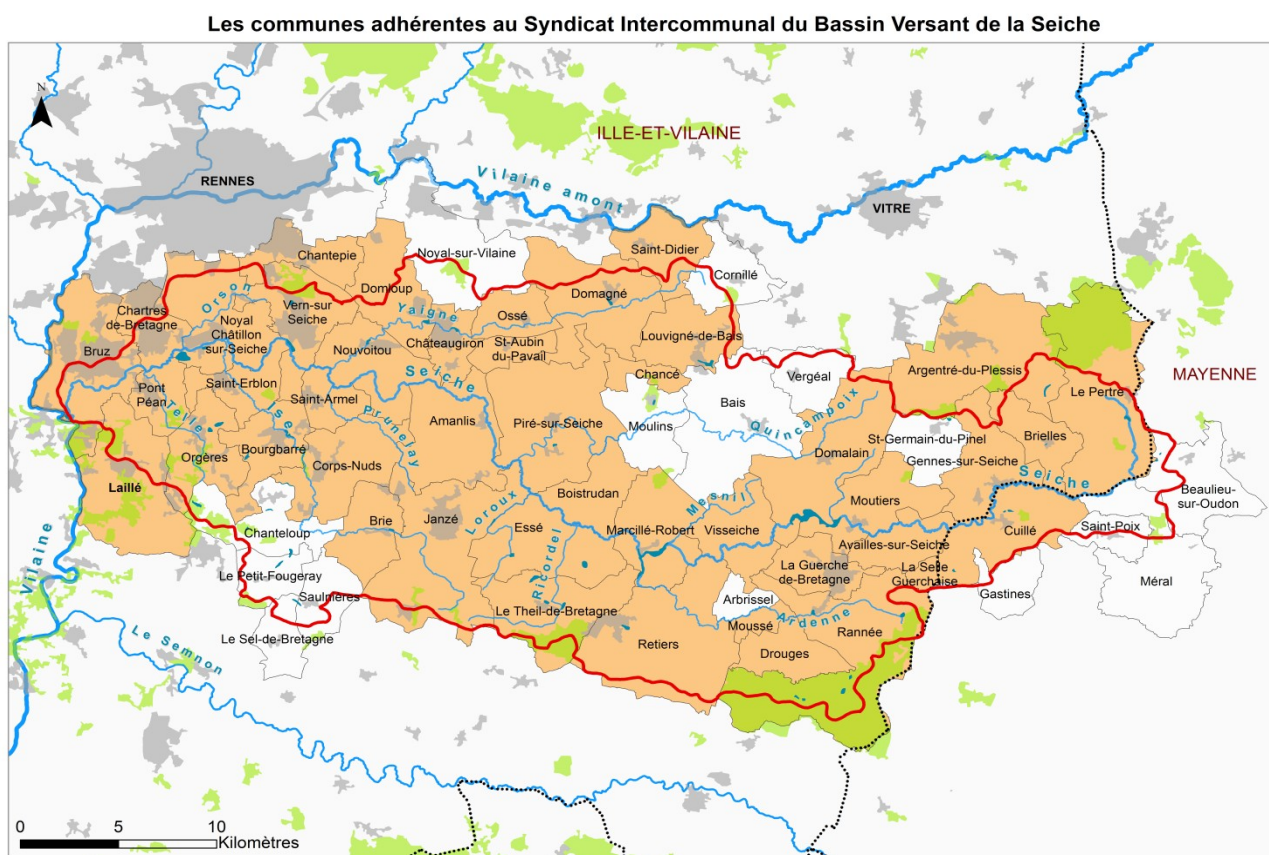 Les communes adhérentes au Syndicat Intercommunal du Bassin Versant de la Seiche
N
ILLE-ET-VILAINE
RENNES
Vilaine amont
VITRE
Noyal-sur-Vilaine
Saint-Didier
Chantepie
Cornillé
Domloup
Domagné
Orson
Chartres
de-Bretagne
Vern-sur
Seiche
Yaigne
Ossé
Noyal
Châtillon
sur-Seiche
Louvigné-de-Bais
Châteaugiron
St-Aubin
du-Pavail
Bruz
Nouvoitou
Seiche
Chancé
Vergéal
Argentré-du-Plessis
MAYENNE
Pont
Péan
Saint-Erblon
Saint-Armel
Le Pertre
Telle
Ise
Prunelay
Amanlis
Piré-sur-Seiche
Moulins
Bais
Quincampoix
St-Germain-du-Pinel
Brielles
Orgères
Bourgbarré
Corps-Nuds
Domalain
Gennes-sur-Seiche
Seiche
Laillé
Boistrudan
Mesnil
Moutiers
Beaulieu-
sur-Oudon
Chanteloup
Brie
Janzé
Loroux
Essé
Marcillé-Robert
Visseiche
Cuillé
Saint-Poix
Availles-sur-Seiche
Vilaine
Ricordel
La Guerche
de-Bretagne
La Selle
Guerchaise
Le Petit-Fougeray
Saulnières
Arbrissel
Gastines
Méral
Le Theil-de-Bretagne
Moussé
Ardenne
Rannée
Le Sel-de-Bretagne
Retiers
Drouges
Le Semnon
0 5 10
Kilomètres